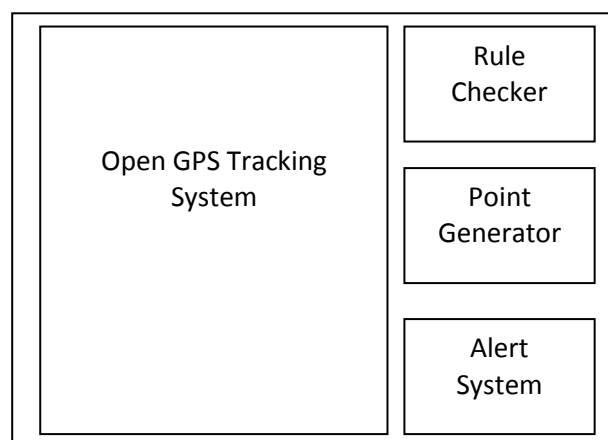 Open GPS Tracking
System
Rule
Checker
Point
Generator
Alert
System